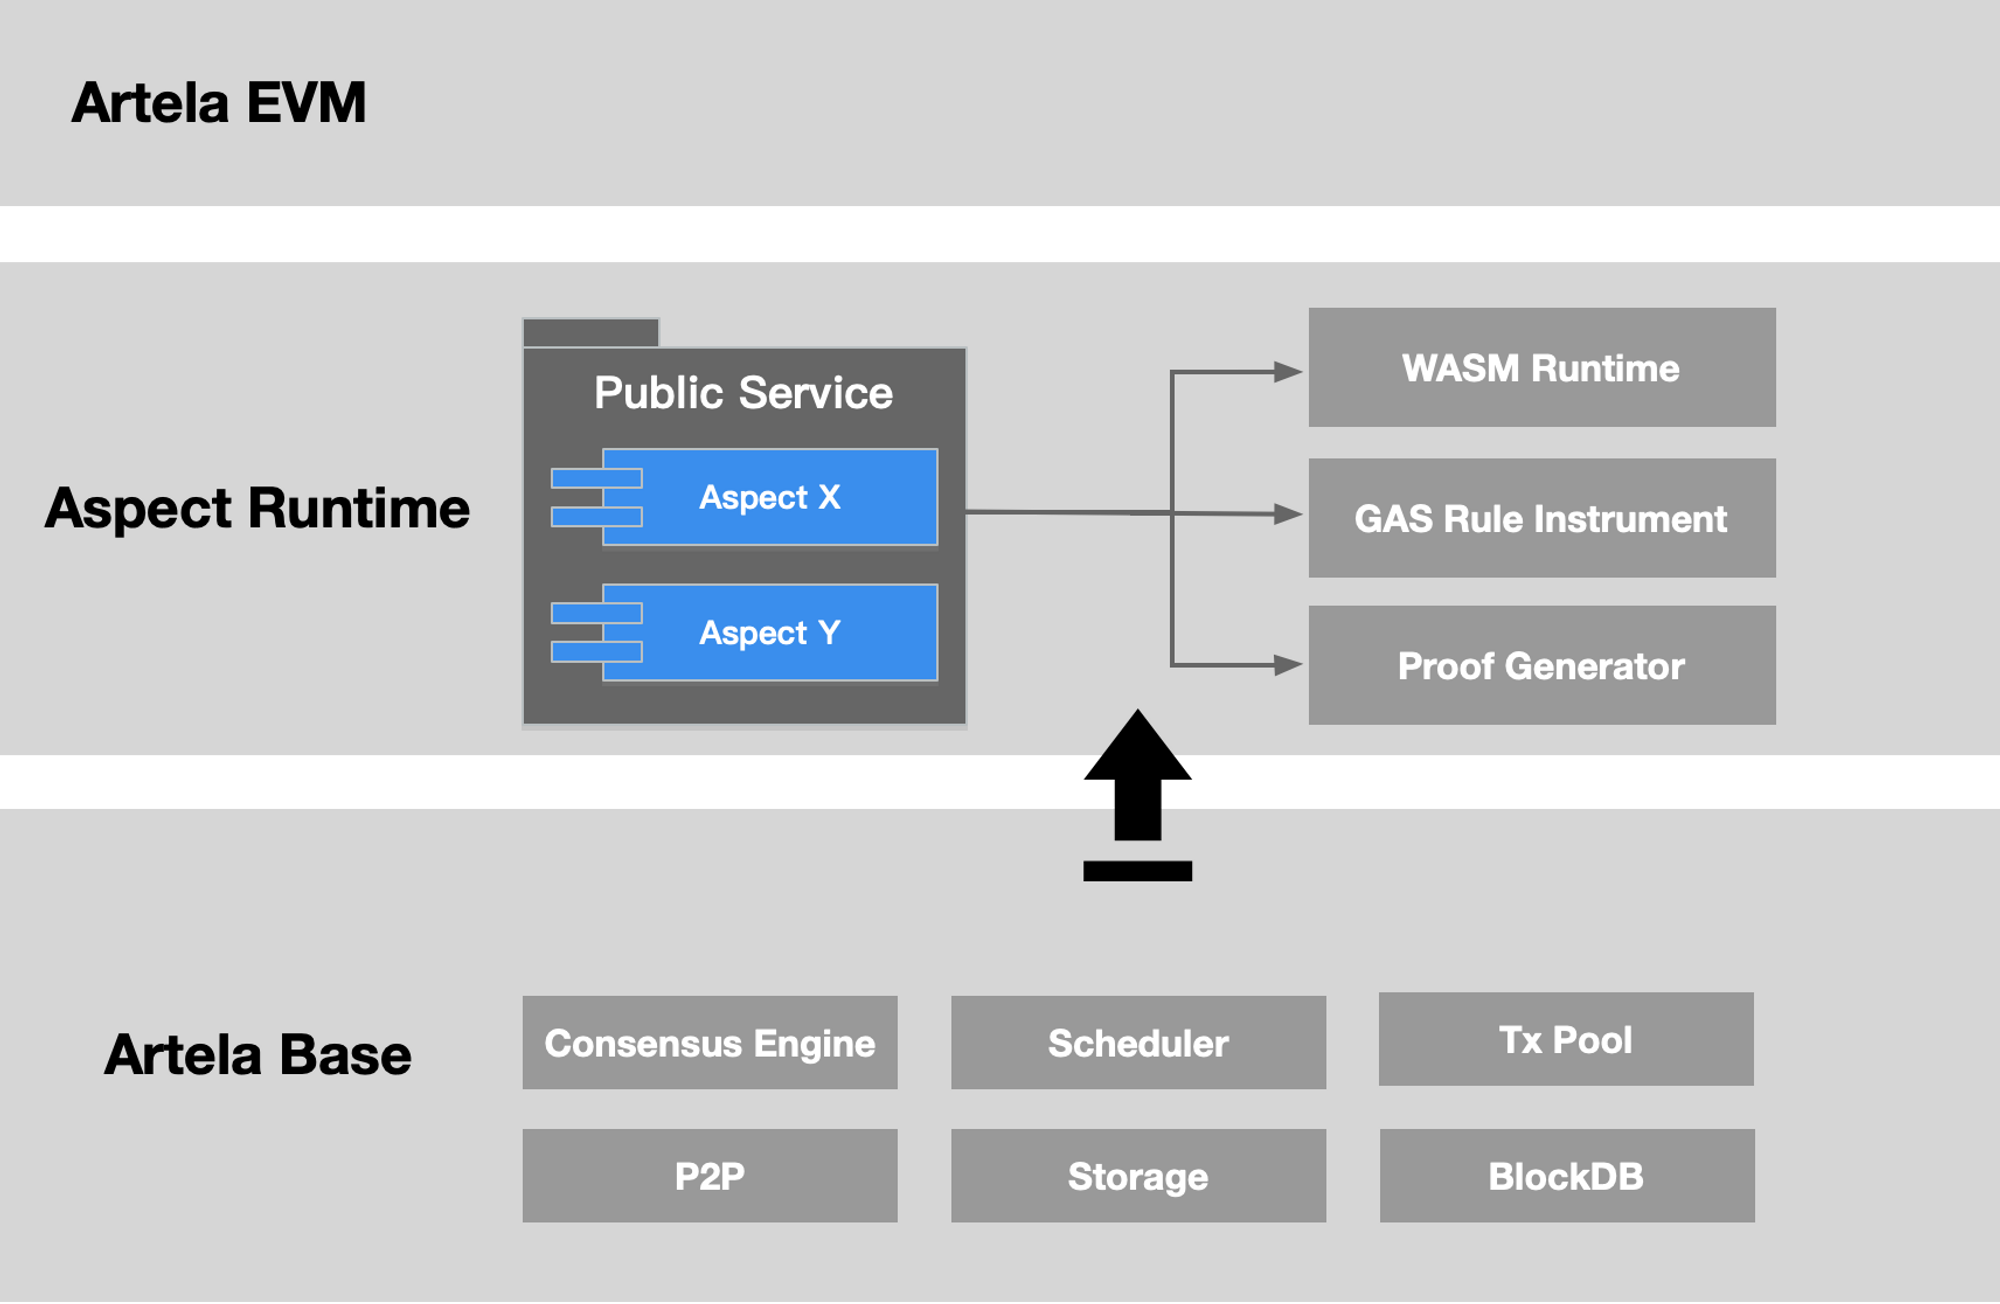 Artela EVM
Aspect Runtime
Public Service
Aspect X
Aspect Y
WASM Runtime
GAS Rule Instrument
Proof Generator
Artela Base
Consensus Engine
Scheduler
Tx Pool
P2P
Storage
BlockDB